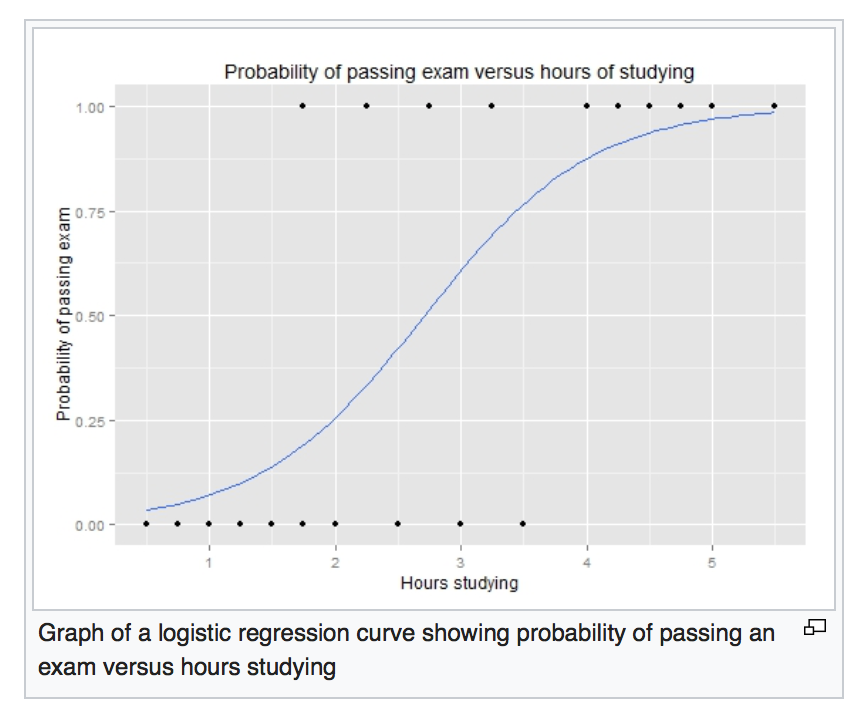 Probability of passing exam versus hours of studying
Probability of passing exam
1.00
0.75
0.50
0.25
0.00
1 2 3 4 5
Hours studying
Graph of a logistic regression curve showing probability of passing an
exam versus hours studying